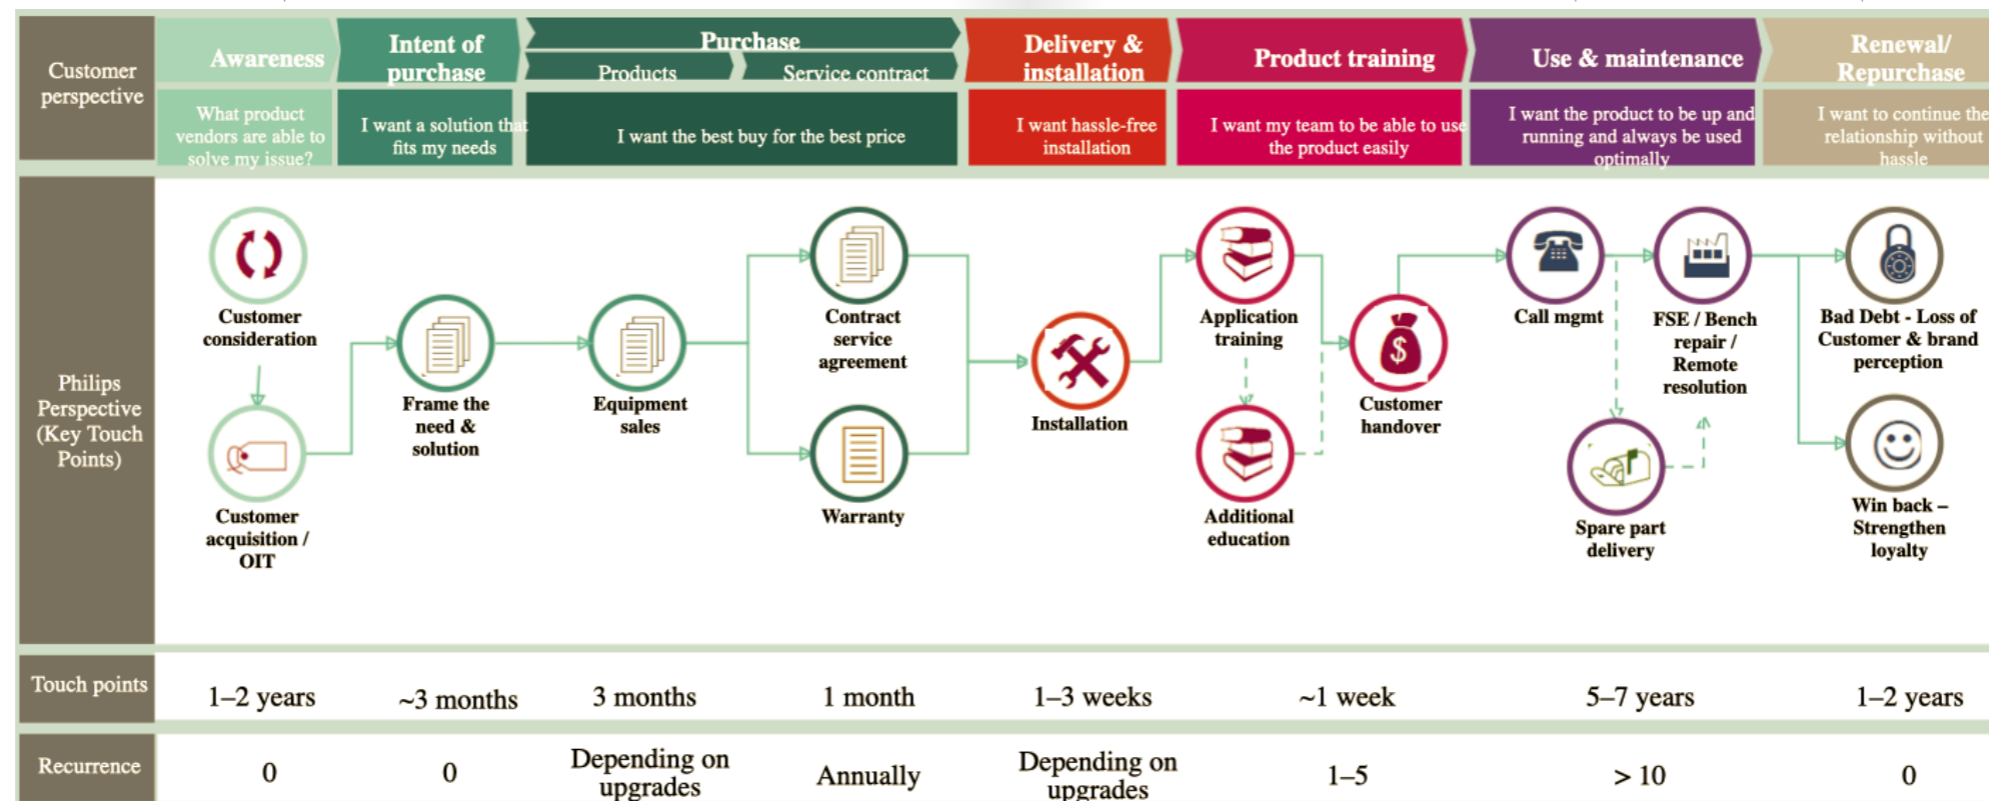 Customer
perspective
Awareness
Intent of
purchase
Purchase
Products
Service contract
Delivery &
installation
Product training
Use & maintenance
Renewal/
Repurchase
What product
vendors are able to
solve my issue?
I want a solution that
fits my needs
I want the best buy for the best price
I want hassle-free
installation
I want my team to be able to use
the product easily
I want the product to be up and
running and always be used
optimally
I want to continue the
relationship without
hassle
Philips
Perspective
(Key Touch
Points)
Customer
consideration
Customer
acquisition /
OIT
Frame the
need &
solution
Equipment
sales
Contract
service
agreement
Warranty
Installation
Application
training
Additional
education
$
Customer
handover
Call mgmt
FSE / Bench
repair /
Remote
resolution
Spare part
delivery
Bad Debt - Loss of
Customer & brand
perception
Win back –
Strengthen
loyalty
Touch points
1–2 years
~3 months
3 months
1 month
1–3 weeks
~1 week
5–7 years
1–2 years
Recurrence
0
0
Depending on
upgrades
Annually
Depending on
upgrades
1–5
> 10
0